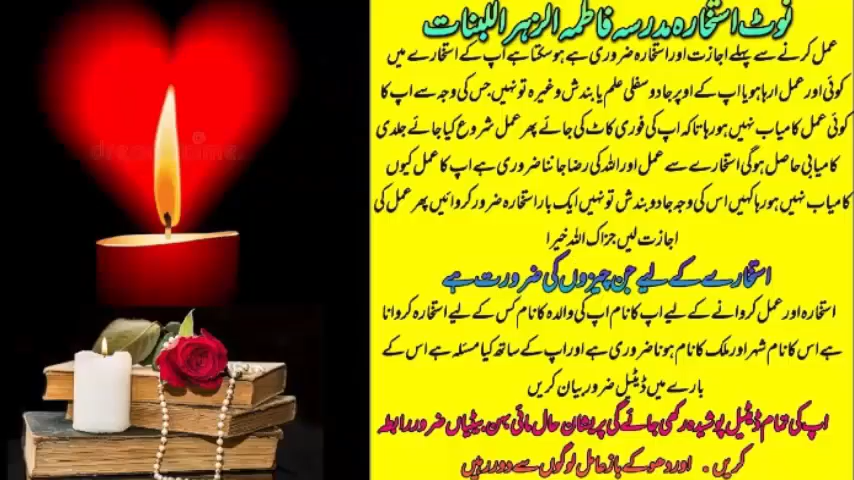 نوٹ استخارہ مدرسہ فاطمہ الزہرا للبنات
عمل کرنے سے پہلے اجازت اور استخارہ ضروری ہے ہو سکتا ہے اپ کے استخارے میں
کوئی اور عمل ارہا ہو یا اپ کے اوپر جادو سفلی علم یا بندش وغیرہ تو نہیں جس کی وجہ سے اپ کا
کوئی عمل کامیاب نہیں ہو رہا تاکہ اپ کی فوری کاٹ کی جائے پھر عمل شروع کیا جائے جلدی
کامیابی حاصل ہوگی استخارے سے عمل اور اللہ کی رضا جاننا ضروری ہے اپ کا عمل کیوں
کامیاب نہیں ہو رہا کہیں اس کی وجہ جادو بندش تو نہیں ایک بار استخارہ ضرور کروائیں پھر عمل کی
اجازت لیں جزاک اللہ خیرا
استخارے کے لیے جن چیزوں کی ضرورت ہے
استخارہ اور عمل کروانے کے لیے اپ کا نام اپ کی والدہ کا نام کس کے لیے استخارہ کروانا
ہے اس کا نام شہر اور ملک کا نام ہونا ضروری ہے اور اپ کے ساتھ کیا مسئلہ ہے اس کے
بارے میں ڈیٹیل ضرور بیان کریں
اپ کی تمام ڈیٹیل پوشیدہ رکھی جائے گی پریشان حال مائی بہن بیٹیاں ضرور رابطہ
کریں . اور دھوکے باز عامل لوگوں سے دور رہیں